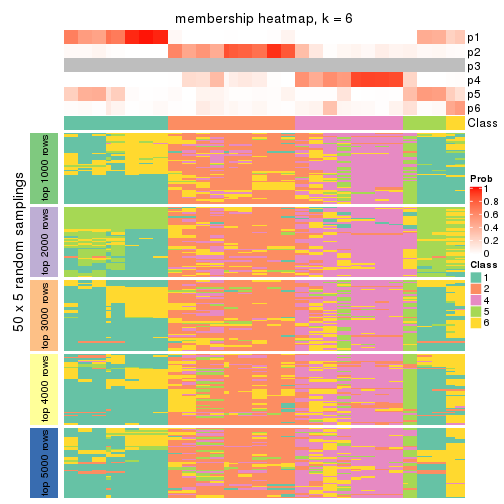 membership heatmap, k = 6
p1
p2
p3
p4
p5
p6
Class
50 x 5 random samplings
top 1000 rows
top 2000 rows
top 3000 rows
top 4000 rows
top 5000 rows
Prob
1
0.8
0.6
0.4
0.2
0
Class
1
2
4
5
6